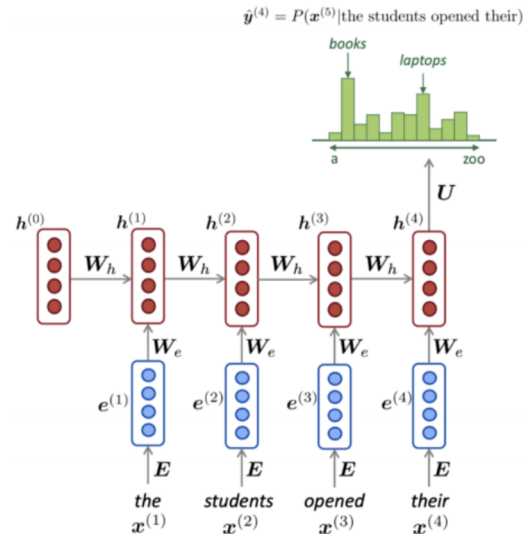 ŷ⁽⁴⁾ = P(x⁽⁵⁾|the students opened their)
books
laptops
a zoo
U
h⁽⁰⁾ h⁽¹⁾ h⁽²⁾ h⁽³⁾ h⁽⁴⁾
W_h W_h W_h W_h
W_e W_e W_e W_e
e⁽¹⁾ e⁽²⁾ e⁽³⁾ e⁽⁴⁾
E E E E
the students opened their
x⁽¹⁾ x⁽²⁾ x⁽³⁾ x⁽⁴⁾